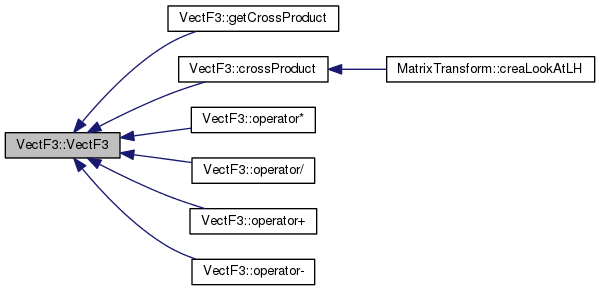 VectF3::getCrossProduct
VectF3::crossProduct
MatrixTransform::creaLookAtLH
VectF3::operator*
VectF3::VectF3
VectF3::operator/
VectF3::operator+
VectF3::operator-